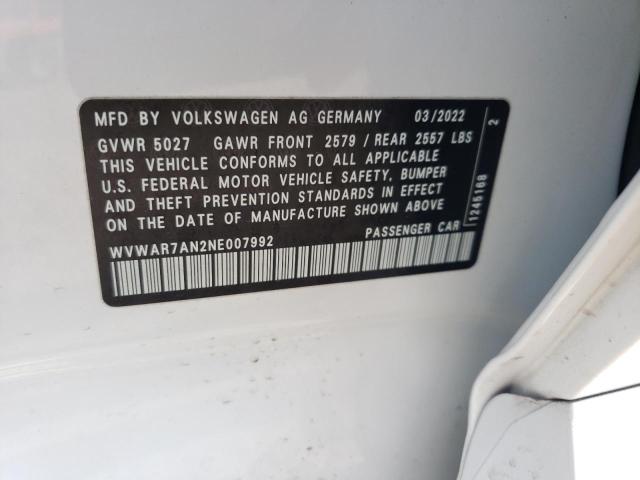 MFD BY VOLKSWAGEN AG GERMANY 03/2022
GVWR 5027 GAWR FRONT 2579 / REAR 2557 LBS
THIS VEHICLE CONFORMS TO ALL APPLICABLE
U.S. FEDERAL MOTOR VEHICLE SAFETY, BUMPER
AND THEFT PREVENTION STANDARDS IN EFFECT
ON THE DATE OF MANUFACTURE SHOWN ABOVE
WVWAR7AN2NE007992 PASSENGER CAR
1245168 2